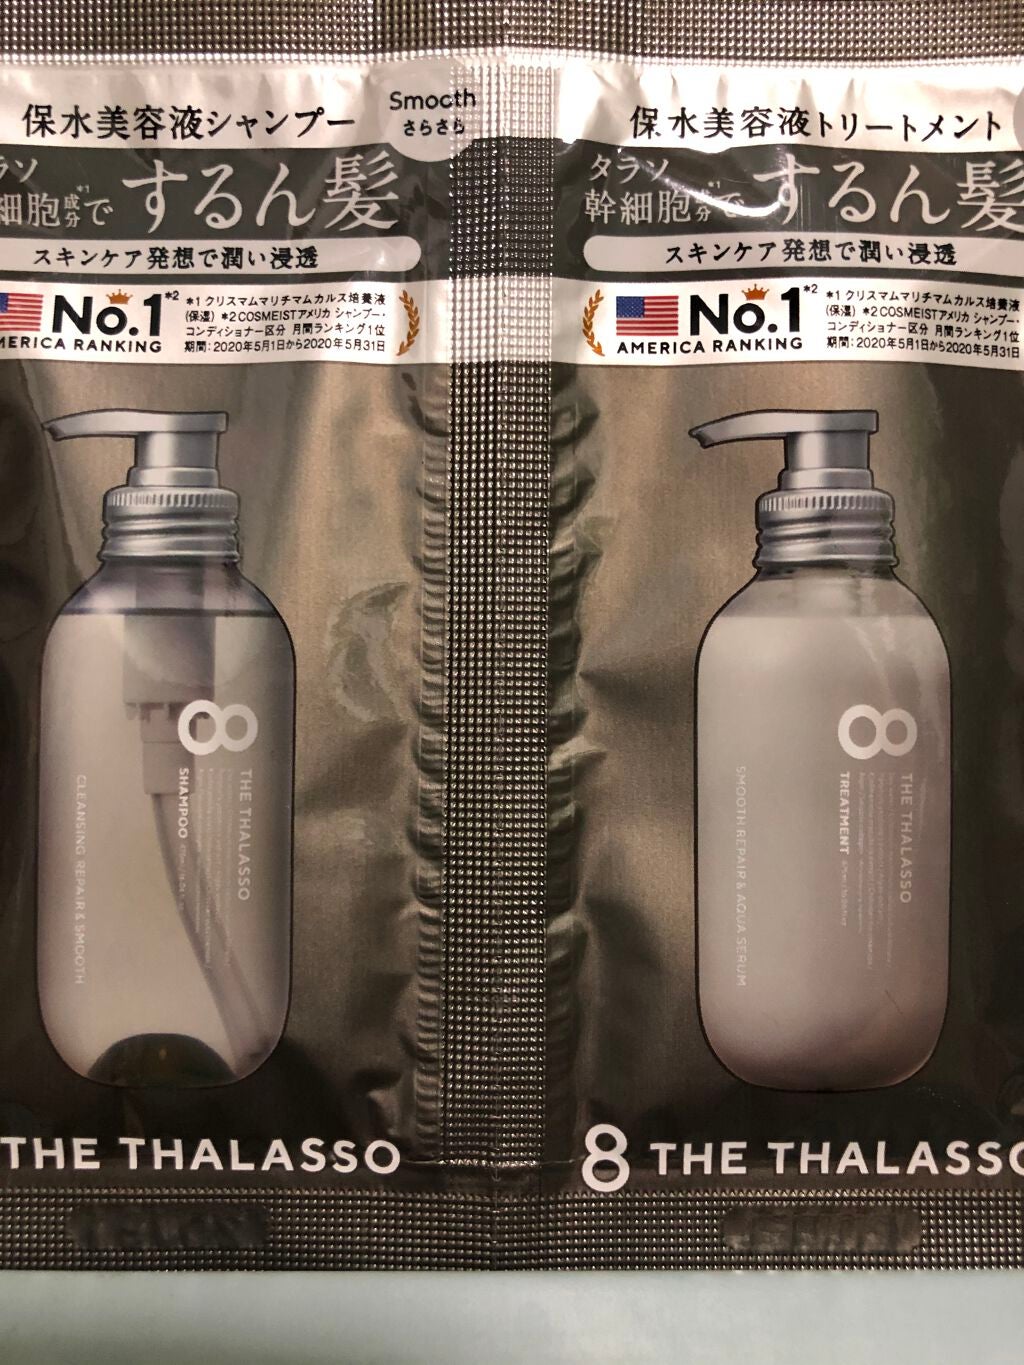 保水美容液シャンプー
Smooth
さらさら
ラソ
細胞成分*1で するん髪
スキンケア発想で潤い浸透
No.1*2
MERICA RANKING
*1 クリスマムマリチマムカルス培養液
(保湿) *2 COSMEISTアメリカ シャンプー・
コンディショナー区分 月間ランキング1位
期間:2020年5月1日から2020年5月31日
8
THE THALASSO
SHAMPOO
CLEANSING REPAIR & SMOOTH
THE THALASSO
保水美容液トリートメント
タラソ
幹細胞成分*1で するん髪
スキンケア発想で潤い浸透
No.1*2
AMERICA RANKING
*1 クリスマムマリチマムカルス培養液
(保湿) *2 COSMEISTアメリカ シャンプー・
コンディショナー区分 月間ランキング1位
期間:2020年5月1日から2020年5月31日
8
THE THALASSO
TREATMENT
SMOOTH REPAIR & AQUA SERUM
8 THE THALASSO